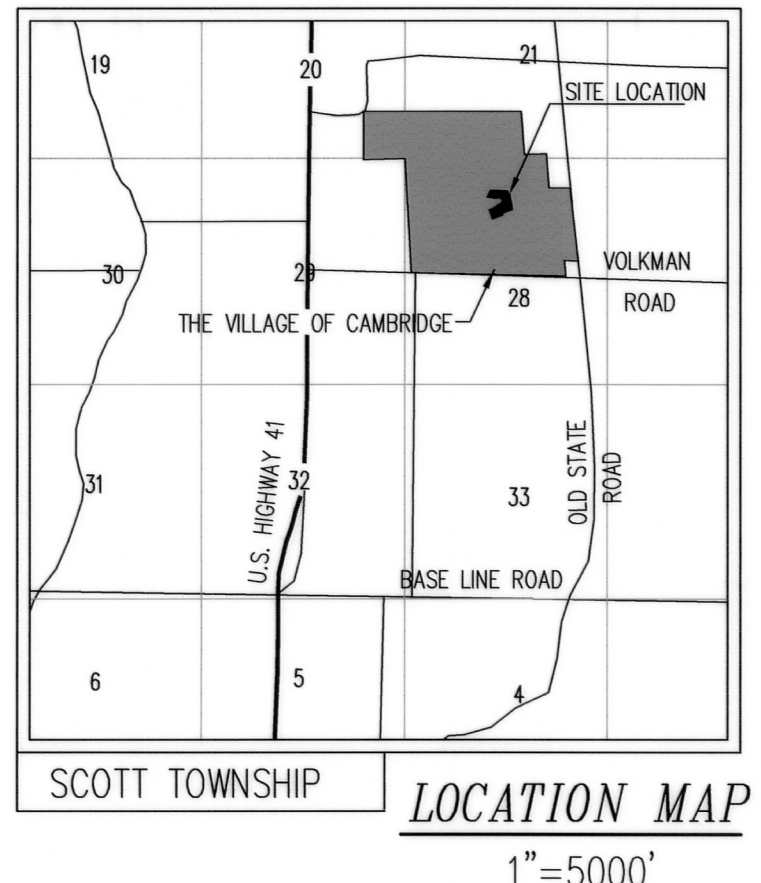 19
20
21
SITE LOCATION
30
29
VOLKMAN
ROAD
28
THE VILLAGE OF CAMBRIDGE
U.S. HIGHWAY 41
31
32
33
OLD STATE
ROAD
BASE LINE ROAD
6
5
4
SCOTT TOWNSHIP
LOCATION MAP
1"=5000'